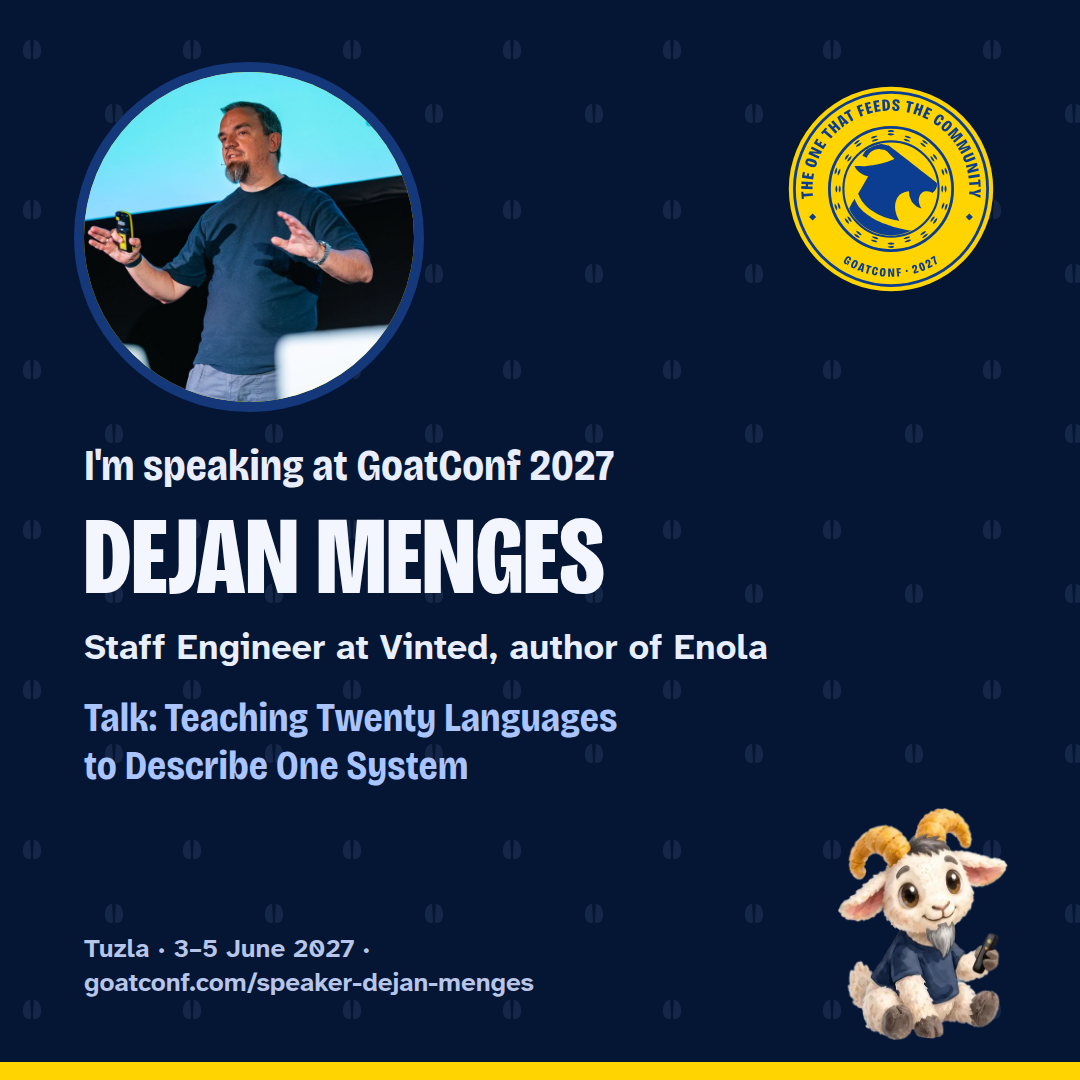 THE ONE THAT FEEDS THE COMMUNITY
GOATCONF · 2027
I'm speaking at GoatConf 2027
DEJAN MENGES
Staff Engineer at Vinted, author of Enola
Talk: Teaching Twenty Languages
to Describe One System
Tuzla · 3–5 June 2027 ·
goatconf.com/speaker-dejan-menges